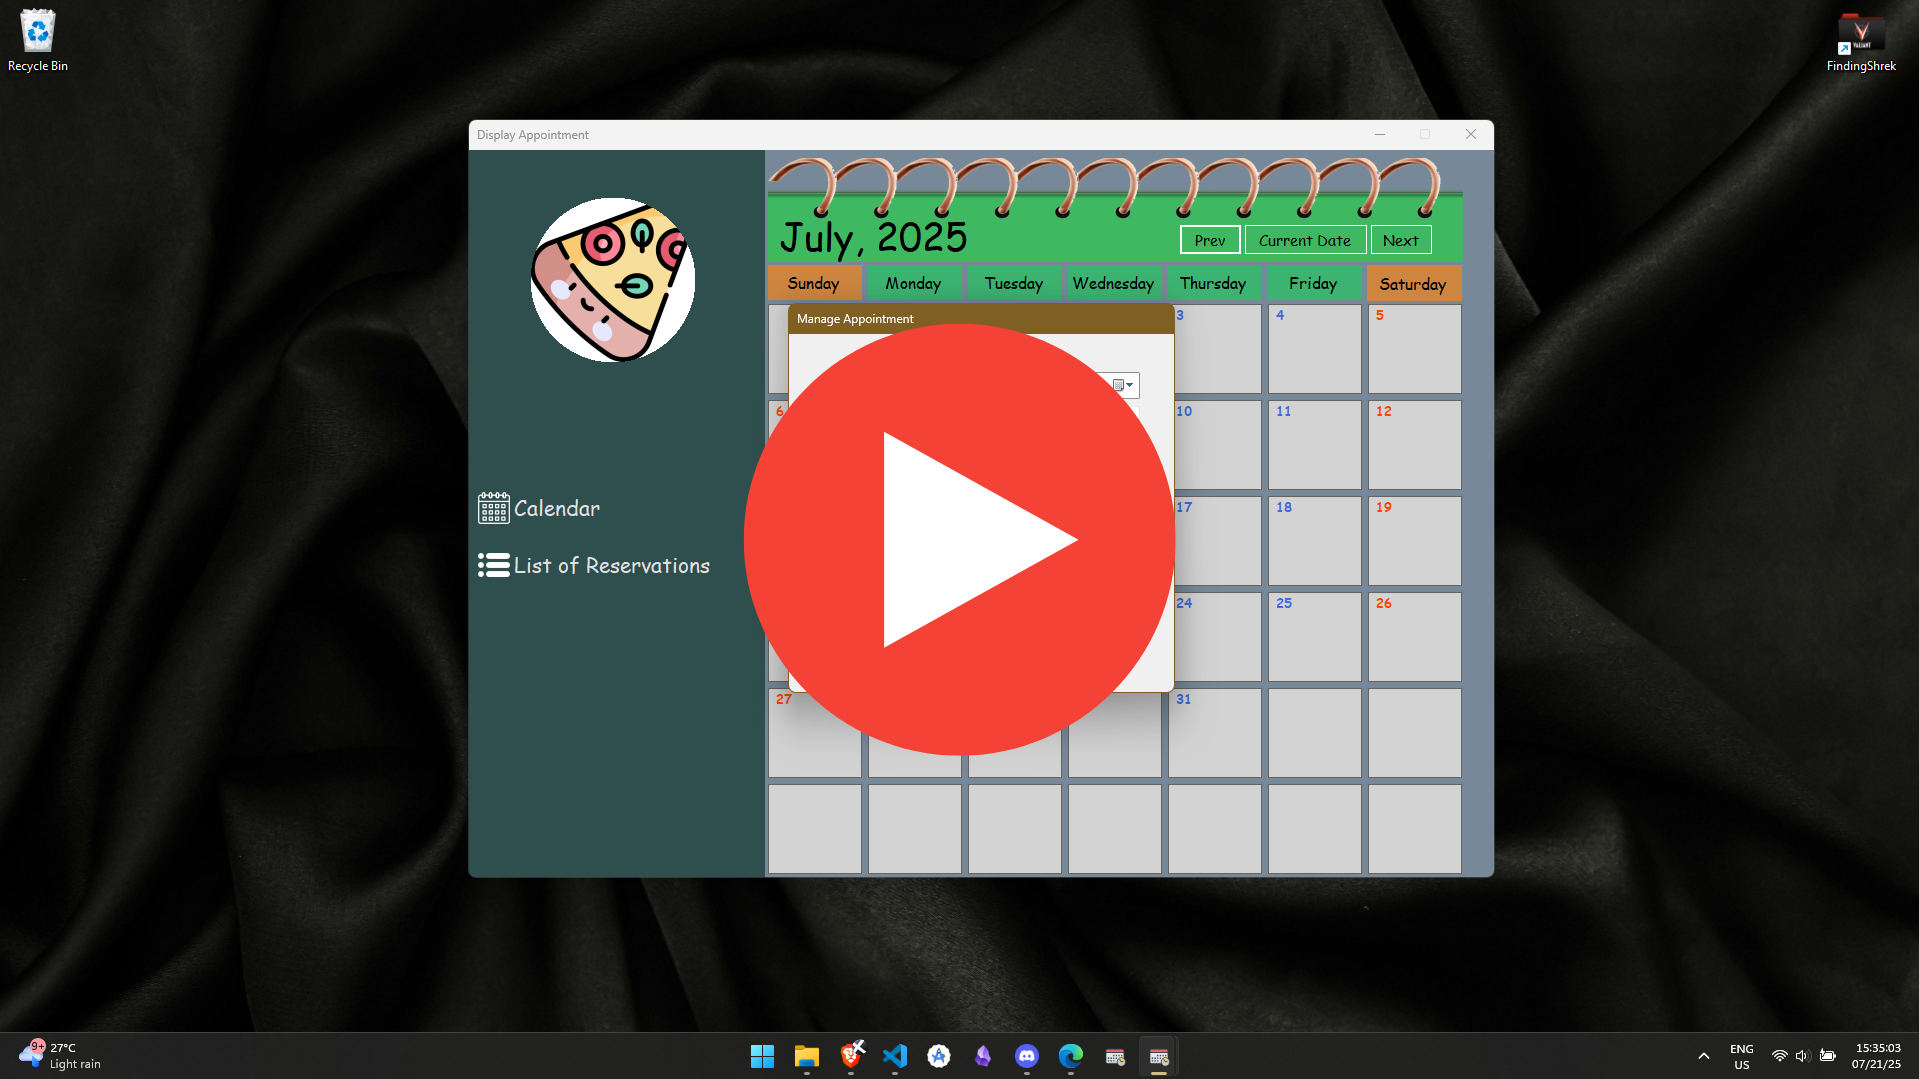 Recycle Bin
VALIANT
FindingShrek
Display Appointment
July, 2025
Prev
Current Date
Next
Sunday
Monday
Tuesday
Wednesday
Thursday
Friday
Saturday
Manage Appointment
3
4
5
6
10
11
12
17
18
19
24
25
26
27
31
Calendar
List of Reservations
9+
27°C
Light rain
ENG
US
15:35:03
07/21/25